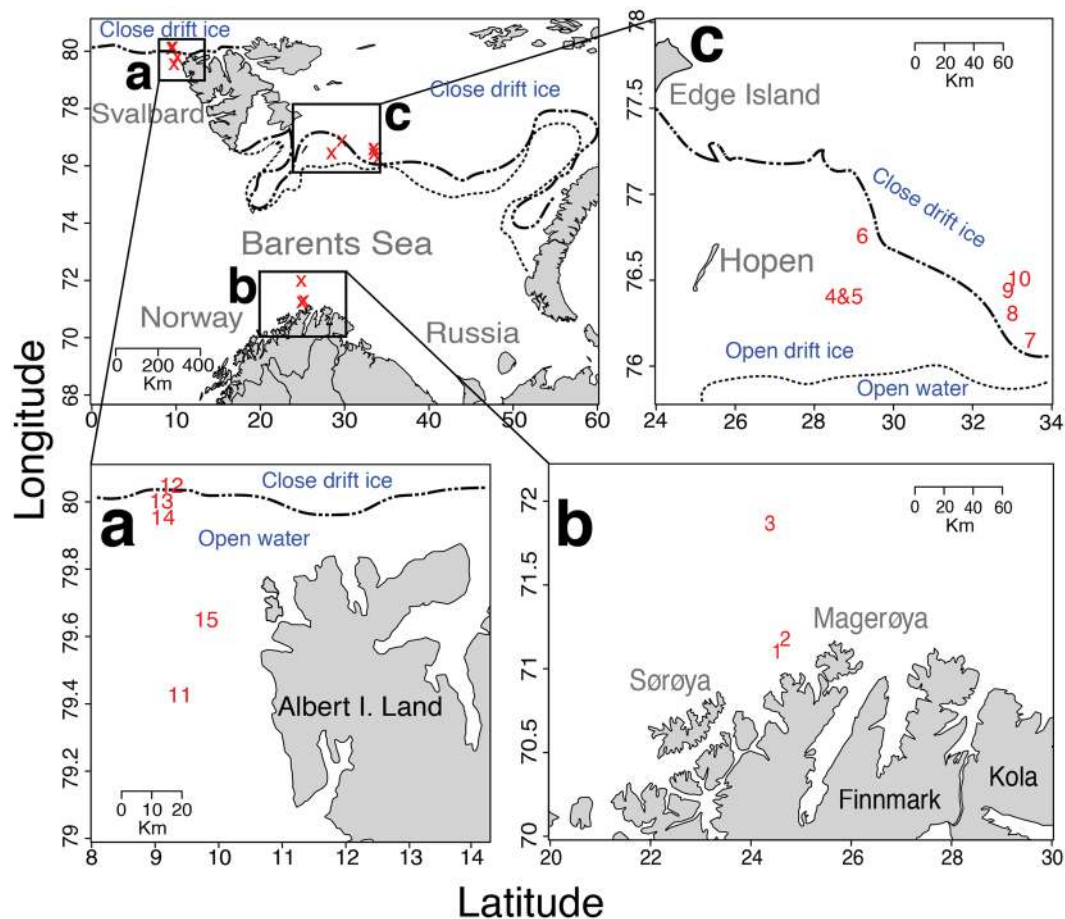 Close drift ice
a
Svalbard
c
Close drift ice
Barents Sea
b
Norway
Russia
0 200 400
Km
80
78
76
74
72
70
68
0 10 20 30 40 50 60
x
x
x
x
x
x
x
x
x
x
c
Edge Island
0 20 40 60
Km
Close drift ice
6
Hopen
4&5
10
9
8
7
Open drift ice
Open water
78
77.5
77
76.5
76
24 26 28 30 32 34
Longitude
a
12
13
14
Close drift ice
Open water
15
11
Albert I. Land
0 10 20
Km
80
79.8
79.6
79.4
79.2
79
8 9 10 11 12 13 14
b
3
0 20 40 60
Km
2
1
Magerøya
Sørøya
Finnmark
Kola
72
71.5
71
70.5
70
20 22 24 26 28 30
Latitude